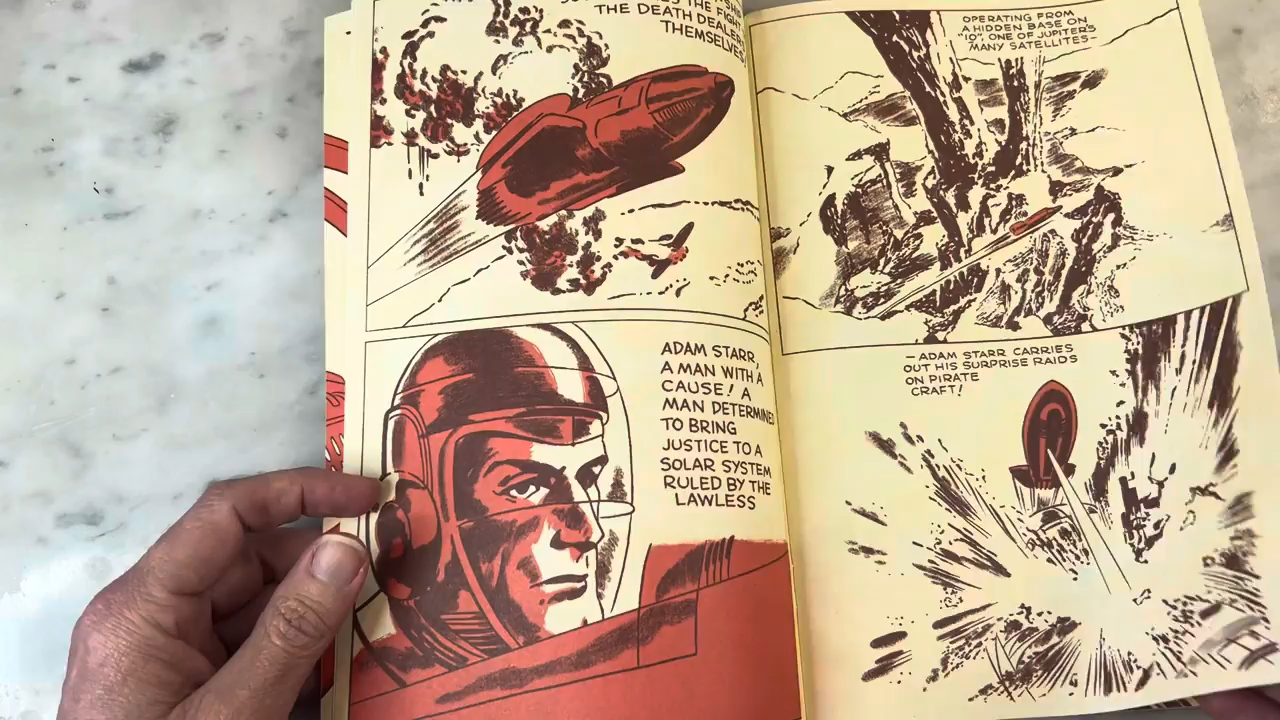 THE FIGHT
THE DEATH DEALERS
THEMSELVES
ADAM STARR,
A MAN WITH A
CAUSE! A
MAN DETERMINED
TO BRING
JUSTICE TO A
SOLAR SYSTEM
RULED BY THE
LAWLESS
OPERATING FROM
A HIDDEN BASE ON
"IO", ONE OF JUPITER'S
MANY SATELLITES—
— ADAM STARR CARRIES
OUT HIS SURPRISE RAIDS
ON PIRATE
CRAFT!